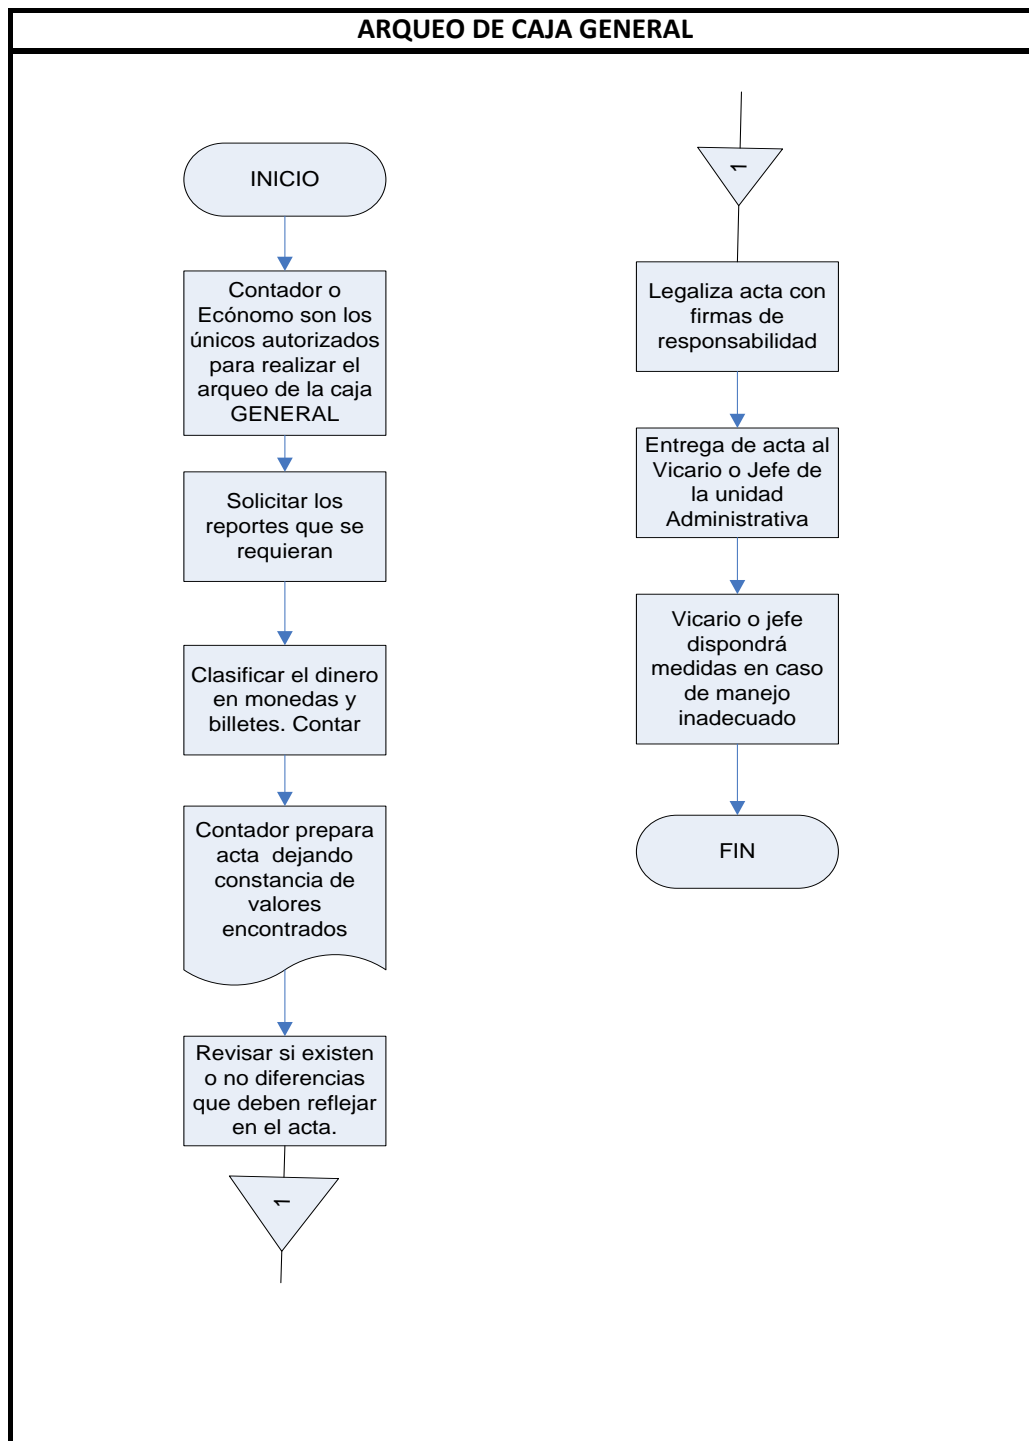 ARQUEO DE CAJA GENERAL
INICIO
Contador o
Ecónomo son los
únicos autorizados
para realizar el
arqueo de la caja
GENERAL
Solicitar los
reportes que se
requieran
Clasificar el dinero
en monedas y
billetes. Contar
Contador prepara
acta  dejando
constancia de
valores
encontrados
Revisar si existen
o no diferencias
que deben reflejar
en el acta.
1
1
Legaliza acta con
firmas de
responsabilidad
Entrega de acta al
Vicario o Jefe de
la unidad
Administrativa
Vicario o jefe
dispondrá
medidas en caso
de manejo
inadecuado
FIN